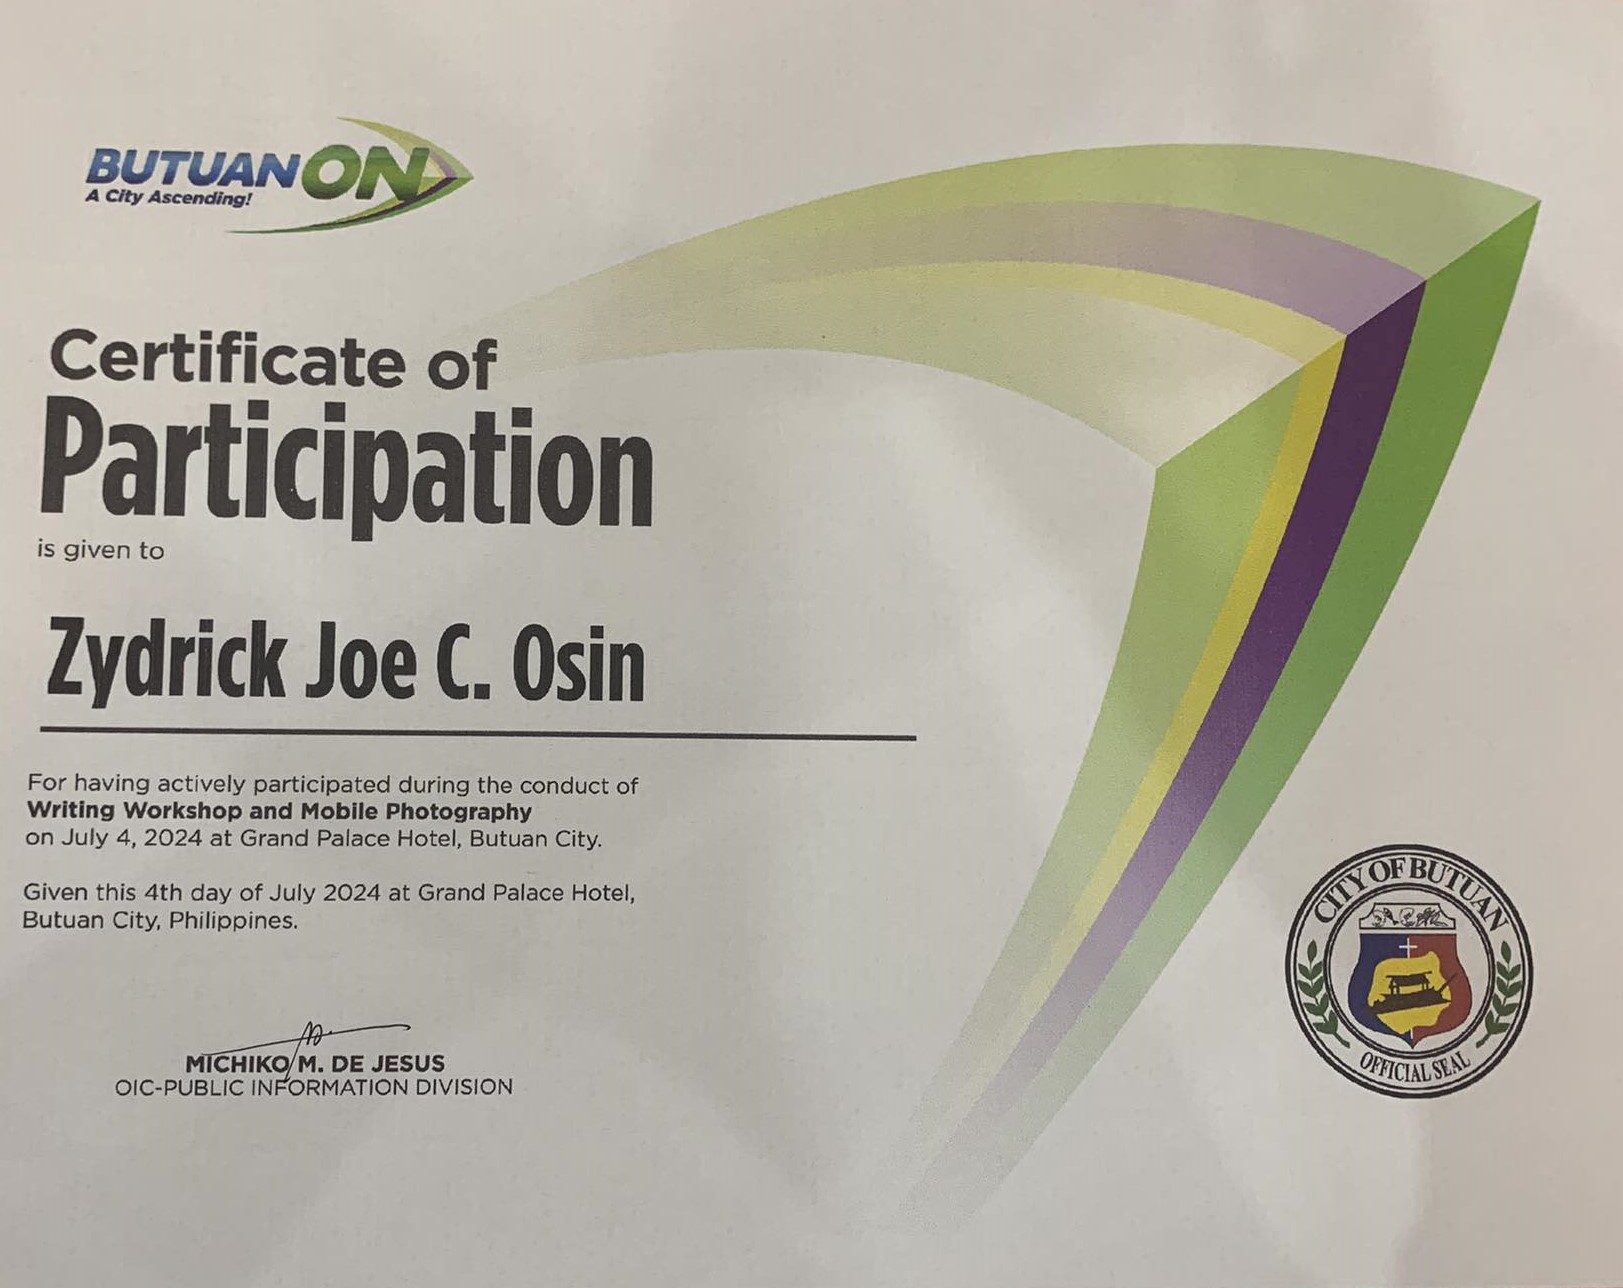 BUTUANON
A City Ascending!
Certificate of
Participation
is given to
Zydrick Joe C. Osin
For having actively participated during the conduct of
Writing Workshop and Mobile Photography
on July 4, 2024 at Grand Palace Hotel, Butuan City.
Given this 4th day of July 2024 at Grand Palace Hotel,
Butuan City, Philippines.
MICHIKO M. DE JESUS
OIC-PUBLIC INFORMATION DIVISION
CITY OF BUTUAN
OFFICIAL SEAL